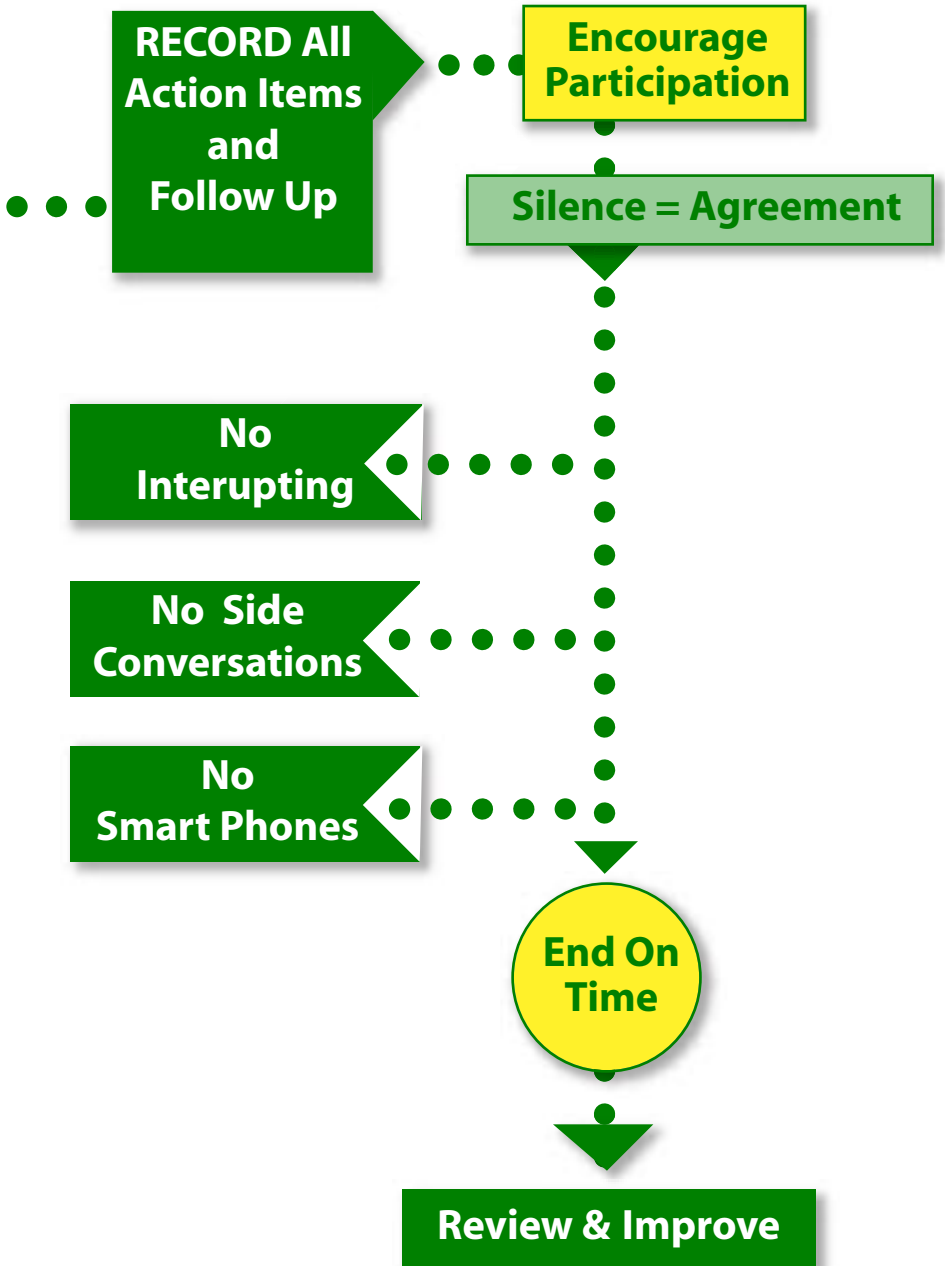 RECORD All
Action Items
and
Follow Up
Encourage
Participation
Silence = Agreement
No
Interupting
No Side
Conversations
No
Smart Phones
End On
Time
Review & Improve